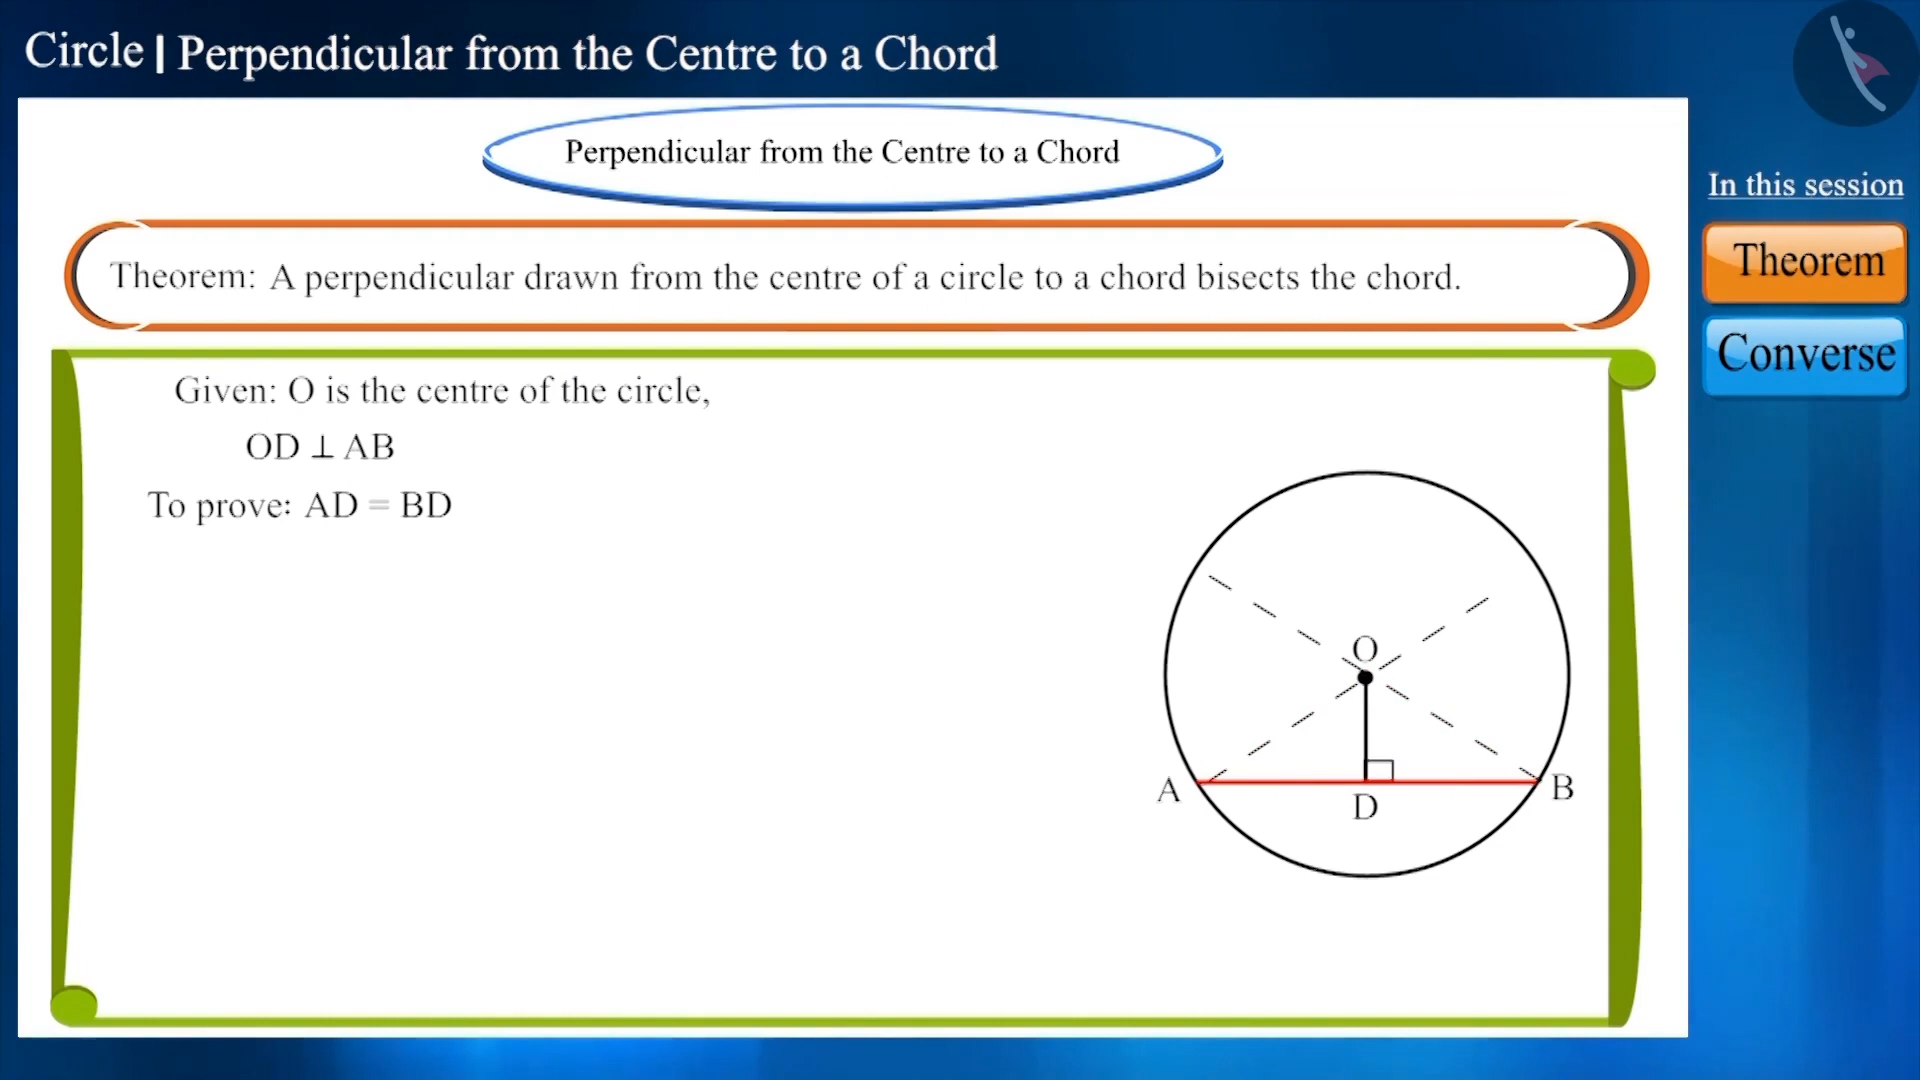 Circle | Perpendicular from the Centre to a Chord
Perpendicular from the Centre to a Chord
In this session
Theorem
Converse
Theorem: A perpendicular drawn from the centre of a circle to a chord bisects the chord.
Given: O is the centre of the circle,
OD ⊥ AB
To prove: AD = BD
O
A
D
B